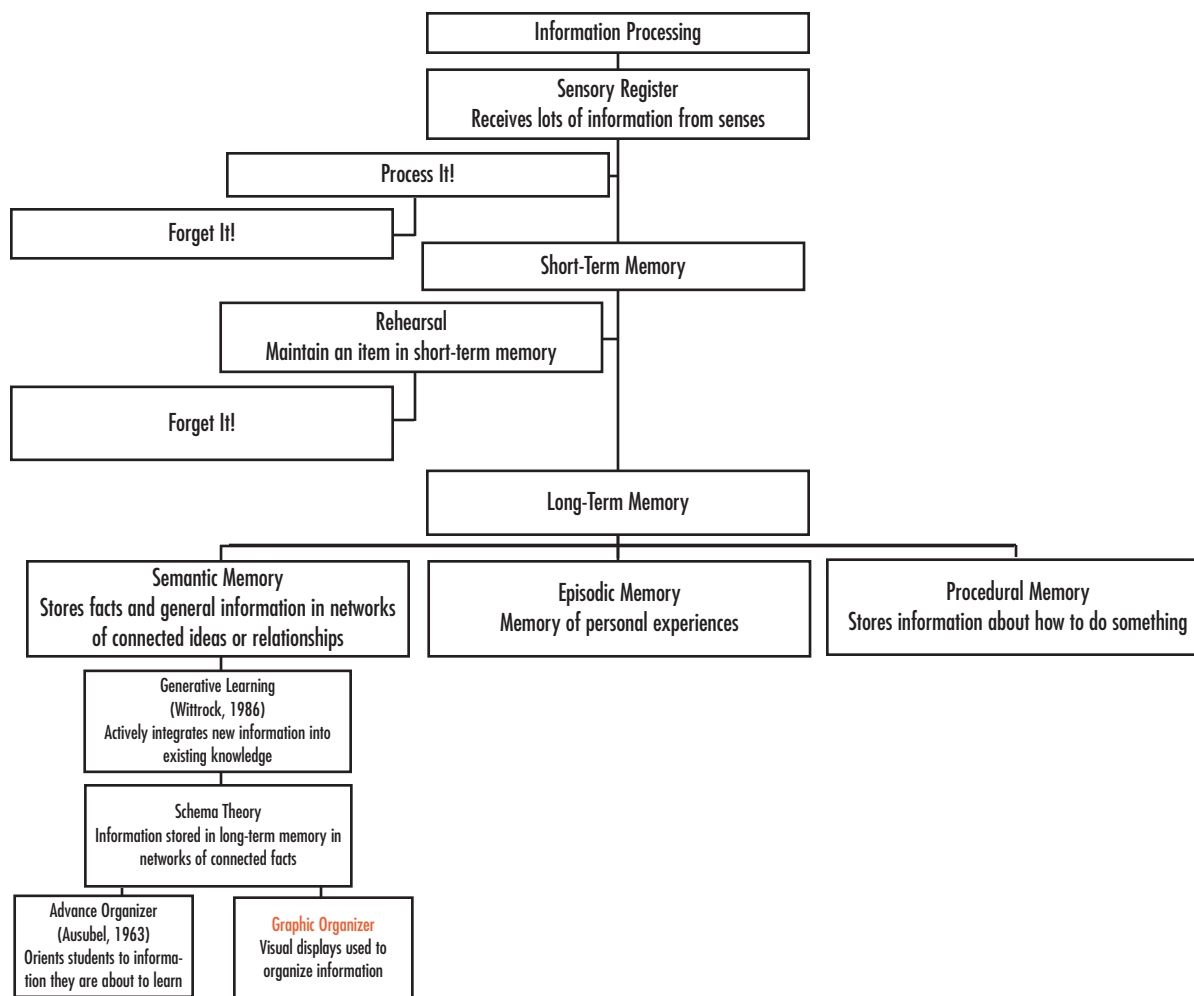 Information Processing
Sensory Register
Receives lots of information from senses
Process It!
Forget It!
Short-Term Memory
Rehearsal
Maintain an item in short-term memory
Forget It!
Long-Term Memory
Semantic Memory
Stores facts and general information in networks
of connected ideas or relationships
Episodic Memory
Memory of personal experiences
Procedural Memory
Stores information about how to do something
Generative Learning
(Wittrock, 1986)
Actively integrates new information into
existing knowledge
Schema Theory
Information stored in long-term memory in
networks of connected facts
Advance Organizer
(Ausubel, 1963)
Orients students to informa-
tion they are about to learn
Graphic Organizer
Visual displays used to
organize information